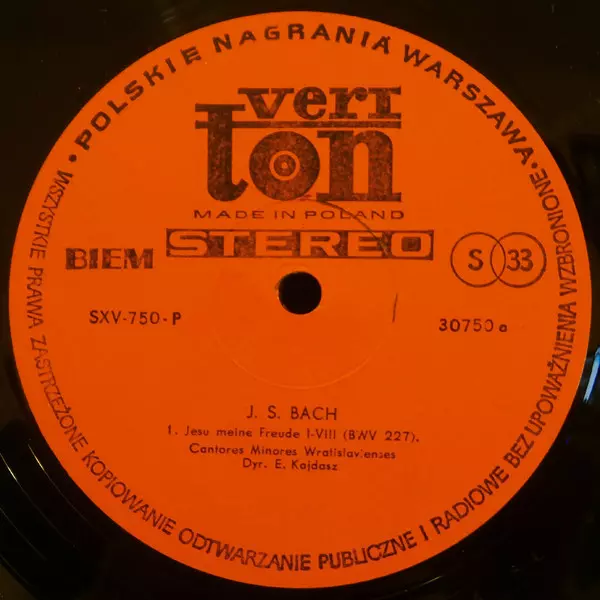 • POLSKIE NAGRANIA WARSZAWA •
WSZYSTKIE PRAWA ZASTRZEŻONE KOPIOWANIE ODTWARZANIE PUBLICZNE I RADIOWE BEZ UPOWAŻNIENIA WZBRONIONE
veri
ton
MADE IN POLAND
BIEM STEREO S 33
SXV-750-P 30750 a
J. S. BACH
1. Jesu meine Freude I-VIII (BWV 227).
Cantores Minores Wratislavienses
Dyr. E. Kajdasz